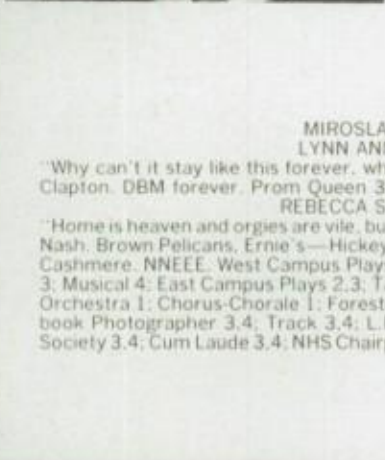 MIROSLA
LYNN ANN
"Why can't it stay like this forever, wh
Clapton. DBM forever. Prom Queen 3
REBECCA S
"Home is heaven and orgies are vile, bu
Nash. Brown Pelicans, Ernie's—Hickey
Cashmere. NNEEE. West Campus Play
3; Musical 4; East Campus Plays 2,3; T
Orchestra 1; Chorus-Chorale 1; Forest
book Photographer 3,4; Track 3,4; L.I
Society 3,4; Cum Laude 3,4; NHS Chair